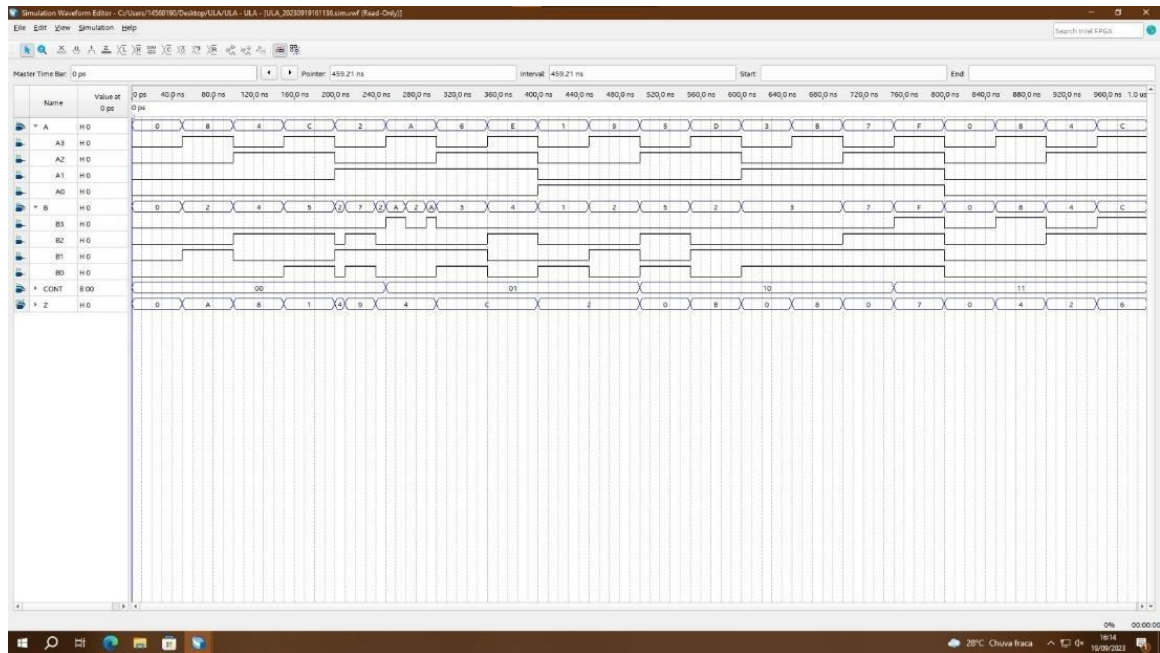 Simulation Waveform Editor - C:/Users/14560190/Desktop/ULA/ULA - ULA - [ULA_20230919161136.sim.vwf (Read-Only)]
File Edit View Simulation Help
Search Intel FPGA
Master Time Bar: 0 ps Pointer: 459.21 ns Interval: 459.21 ns Start: End:
Name Value at 0 ps
0 ps 40.0 ns 80.0 ns 120.0 ns 160.0 ns 200.0 ns 240.0 ns 280.0 ns 320.0 ns 360.0 ns 400.0 ns 440.0 ns 480.0 ns 520.0 ns 560.0 ns 600.0 ns 640.0 ns 680.0 ns 720.0 ns 760.0 ns 800.0 ns 840.0 ns 880.0 ns 920.0 ns 960.0 ns 1.0 us
0 ps
A H 0 0 8 4 C 2 A 6 E 1 9 5 D 3 B 7 F 0 8 4 C
A3 H 0
A2 H 0
A1 H 0
A0 H 0
B H 0 0 2 4 5 2 7 2 A 2 A 3 4 1 2 5 2 3 7 F 0 8 4 C
B3 H 0
B2 H 0
B1 H 0
B0 H 0
CONT B 00 00 01 10 11
Z H 0 0 A 8 1 4 9 4 C 2 0 8 0 8 0 7 0 4 2 6
0% 00:00:00
28°C Chuva fraca 16:14
19/09/2023